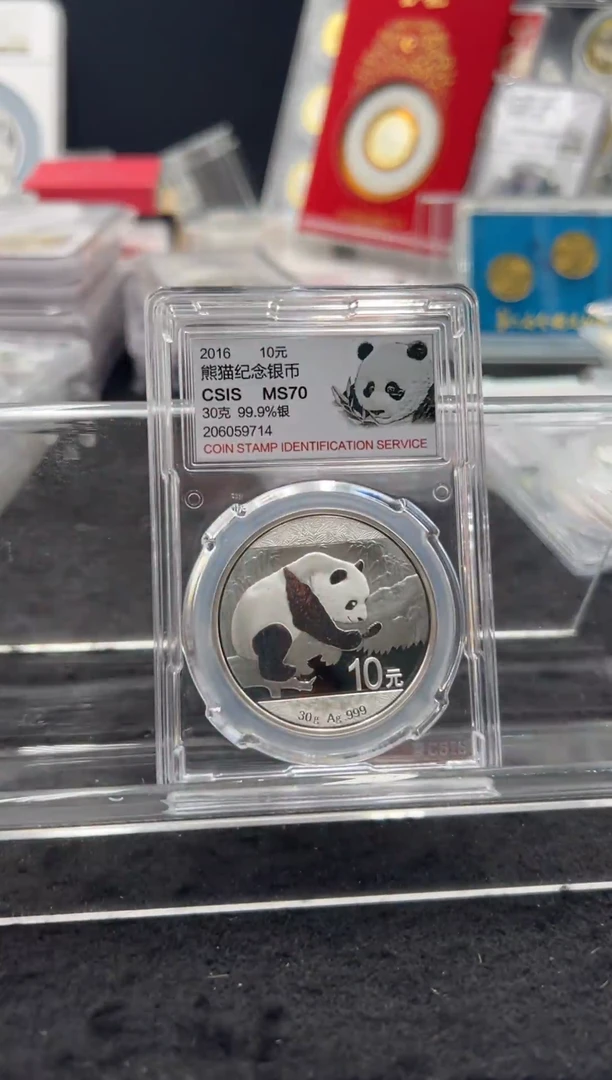 2016 10元
熊猫纪念银币
CSIS MS70
30克 99.9%银
206059714
COIN STAMP IDENTIFICATION SERVICE
10元
30g Ag.999
CSIS